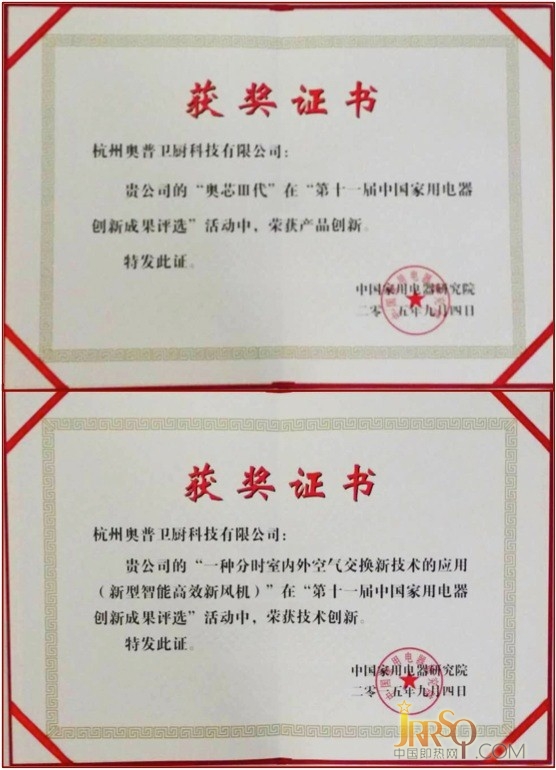 获奖证书
杭州奥普卫厨科技有限公司：
贵公司的“奥芯Ⅲ代”在“第十一届中国家用电器
创新成果评选”活动中，荣获产品创新。
特发此证。
中国家用电器研究院
二零 五年九月四日
获奖证书
杭州奥普卫厨科技有限公司：
贵公司的“一种分时室内外空气交换新技术的应用
（新型智能高效新风机）”在“第十一届中国家用电器
创新成果评选”活动中，荣获技术创新。
特发此证。
中国家用电器研究院
二零 五年九月四日
JNRSQ.COM
中国即热网